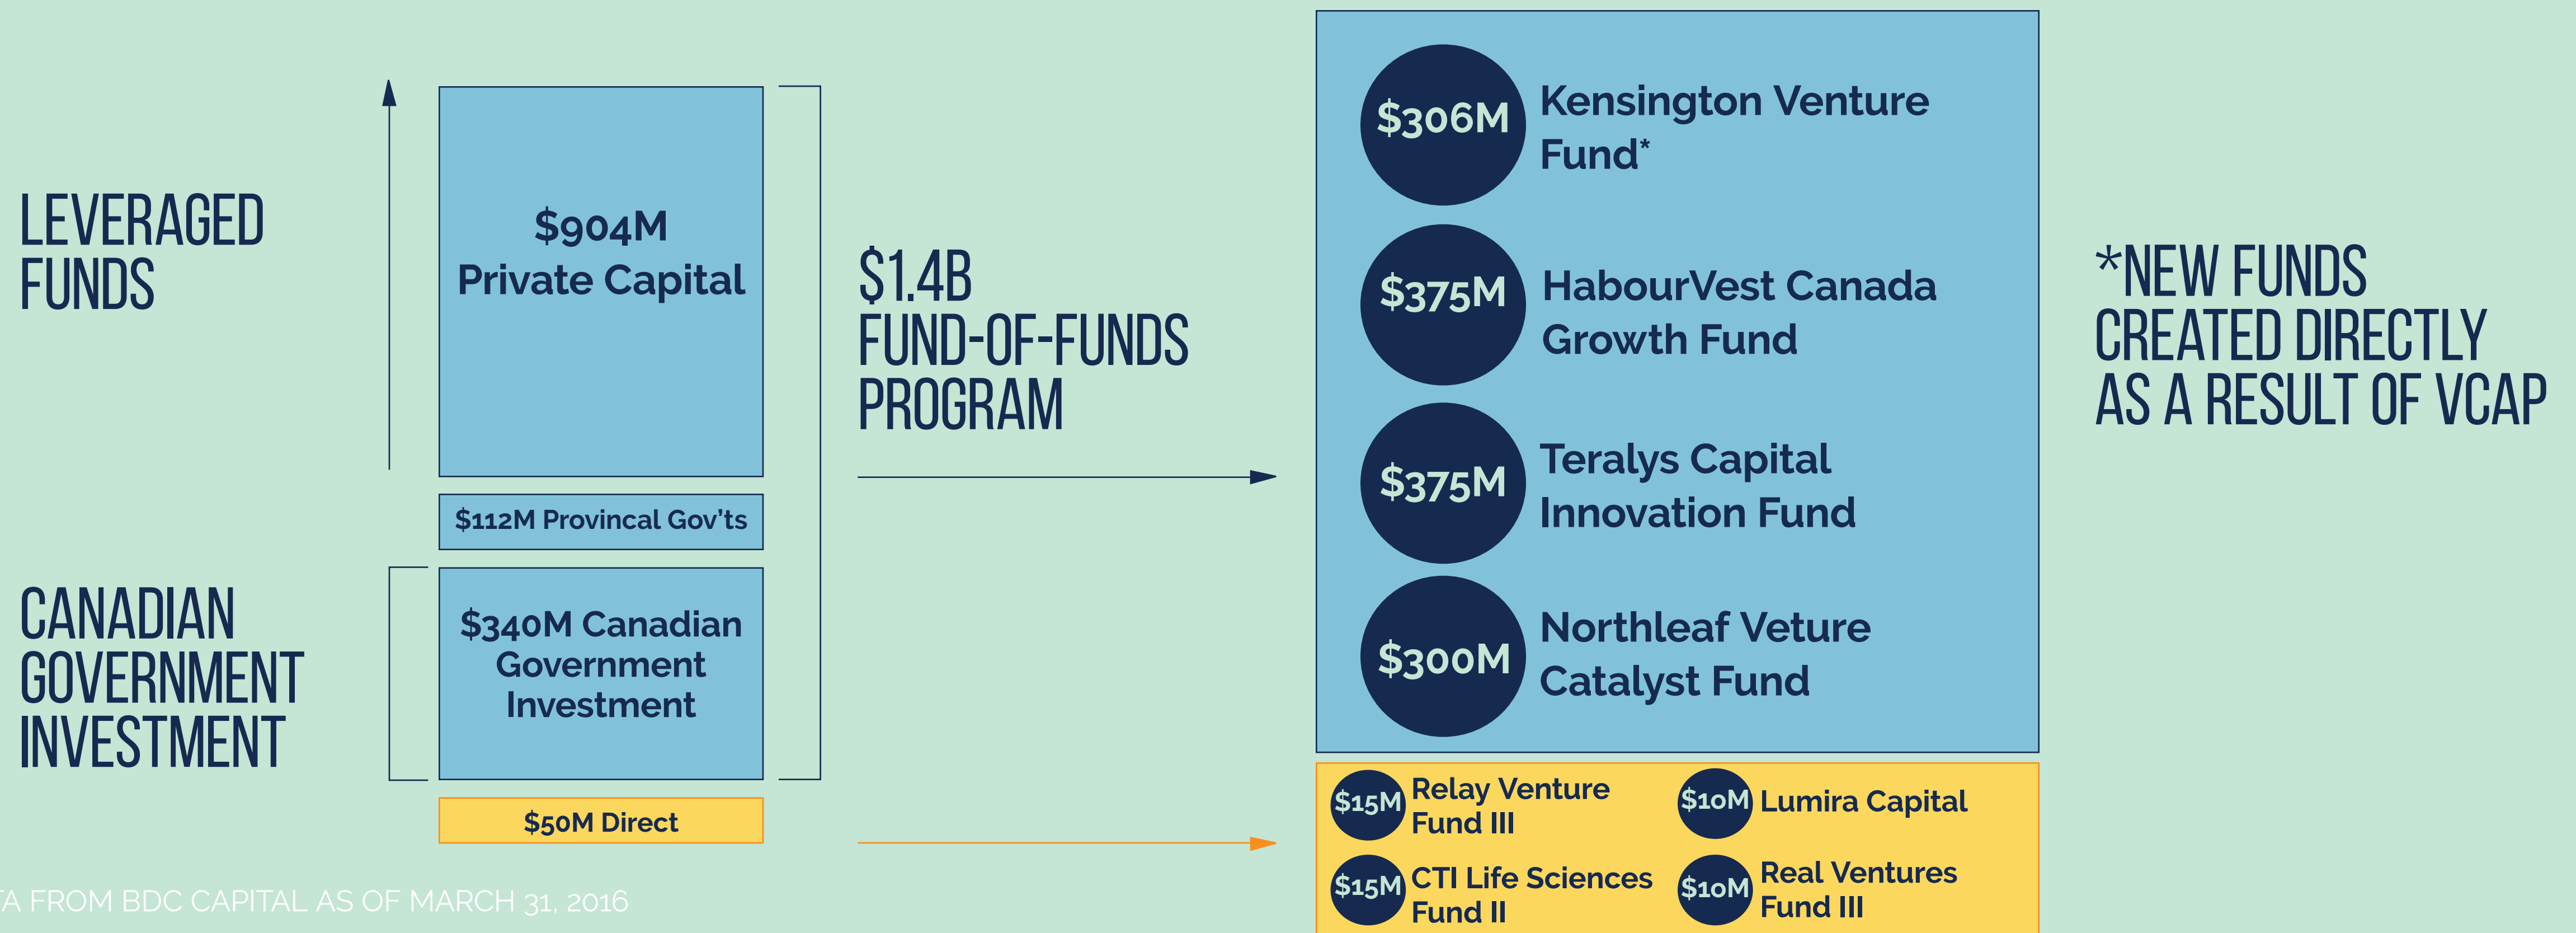 LEVERAGED
FUNDS
CANADIAN
GOVERNMENT
INVESTMENT
$904M
Private Capital
$112M Provincal Gov'ts
$340M Canadian
Government
Investment
$50M Direct
$1.4B
FUND-OF-FUNDS
PROGRAM
$306M
Kensington Venture
Fund*
$375M
HabourVest Canada
Growth Fund
$375M
Teralys Capital
Innovation Fund
$300M
Northleaf Veture
Catalyst Fund
$15M
Relay Venture
Fund III
$10M
Lumira Capital
$15M
CTI Life Sciences
Fund II
$10M
Real Ventures
Fund III
*NEW FUNDS
CREATED DIRECTLY
AS A RESULT OF VCAP
FROM BDC CAPITAL AS OF MARCH 31, 2016